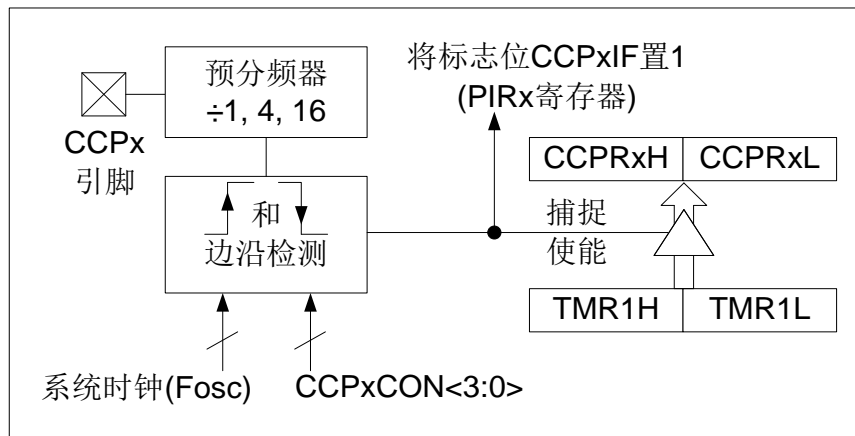 预分频器
÷1, 4, 16
CCPx
引脚
将标志位CCPxIF置1
(PIRx寄存器)
CCPRxH
CCPRxL
和
边沿检测
捕捉
使能
TMR1H
TMR1L
系统时钟(Fosc)
CCPxCON<3:0>